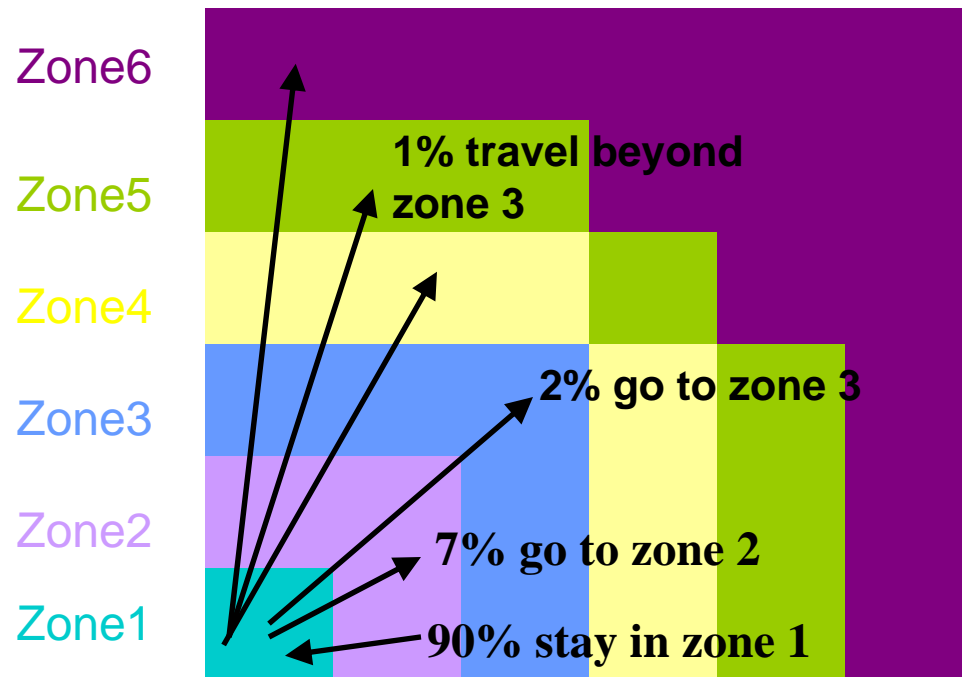 Zone6
1% travel beyond
zone 3
Zone5
Zone4
2% go to zone 3
Zone3
Zone2
7% go to zone 2
Zone1
90% stay in zone 1